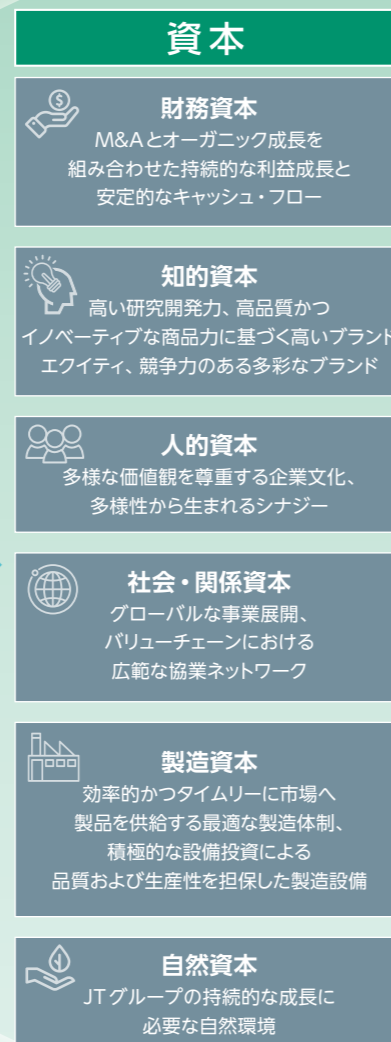 資本
財務資本
M&Aとオーガニック成長を
組み合わせた持続的な利益成長と
安定的なキャッシュ・フロー
知的資本
高い研究開発力、高品質かつ
イノベーティブな商品力に基づく高いブランド
エクイティ、競争力のある多彩なブランド
人的資本
多様な価値観を尊重する企業文化、
多様性から生まれるシナジー
社会・関係資本
グローバルな事業展開、
バリューチェーンにおける
広範な協業ネットワーク
製造資本
効率的かつタイムリーに市場へ
製品を供給する最適な製造体制、
積極的な設備投資による
品質および生産性を担保した製造設備
自然資本
JTグループの持続的な成長に
必要な自然環境